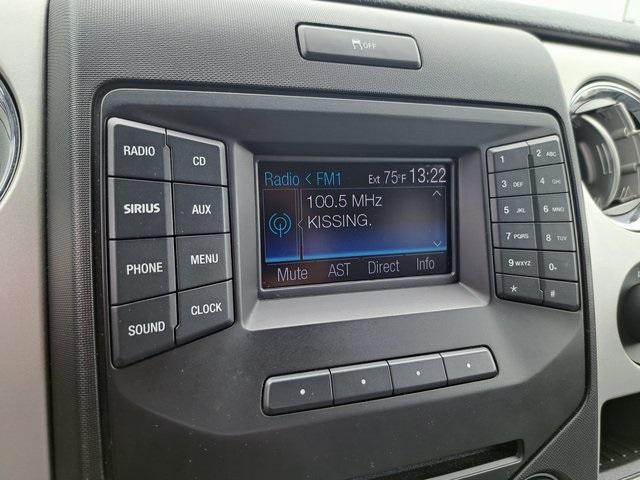 OFF
RADIO
CD
SIRIUS
AUX
PHONE
MENU
SOUND
CLOCK
Radio < FM1 Ext 75°F 13:22
100.5 MHz
KISSING.
Mute AST Direct Info
1 2 ABC
3 DEF 4 GHI
5 JKL 6 MNO
7 PQRS 8 TUV
9 WXYZ 0+
* #